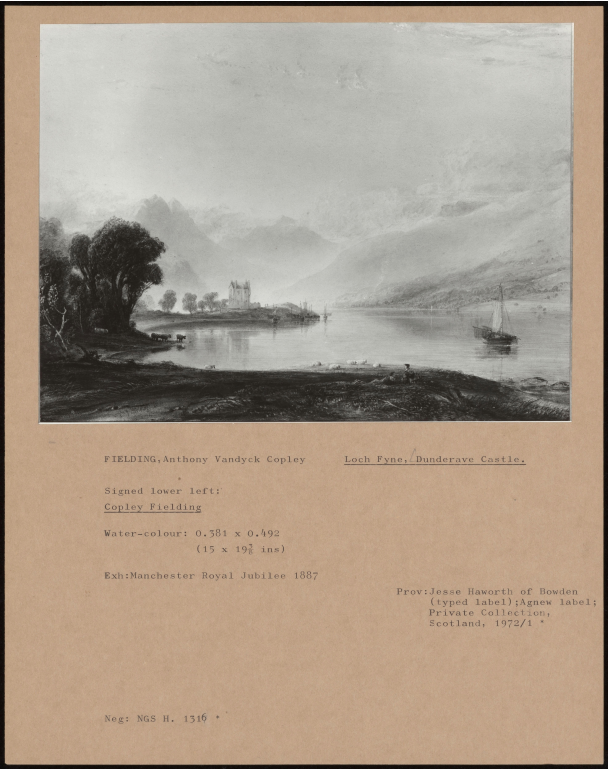 FIELDING,Anthony Vandyck Copley
Loch Fyne, Dunderave Castle.
Signed lower left:
Copley Fielding
Water-colour: 0.381 x 0.492
(15 x 19⅜ ins)
Exh:Manchester Royal Jubilee 1887
Prov:Jesse Haworth of Bowden
(typed label);Agnew label;
Private Collection,
Scotland, 1972/1 *
Neg: NGS H. 1316 *